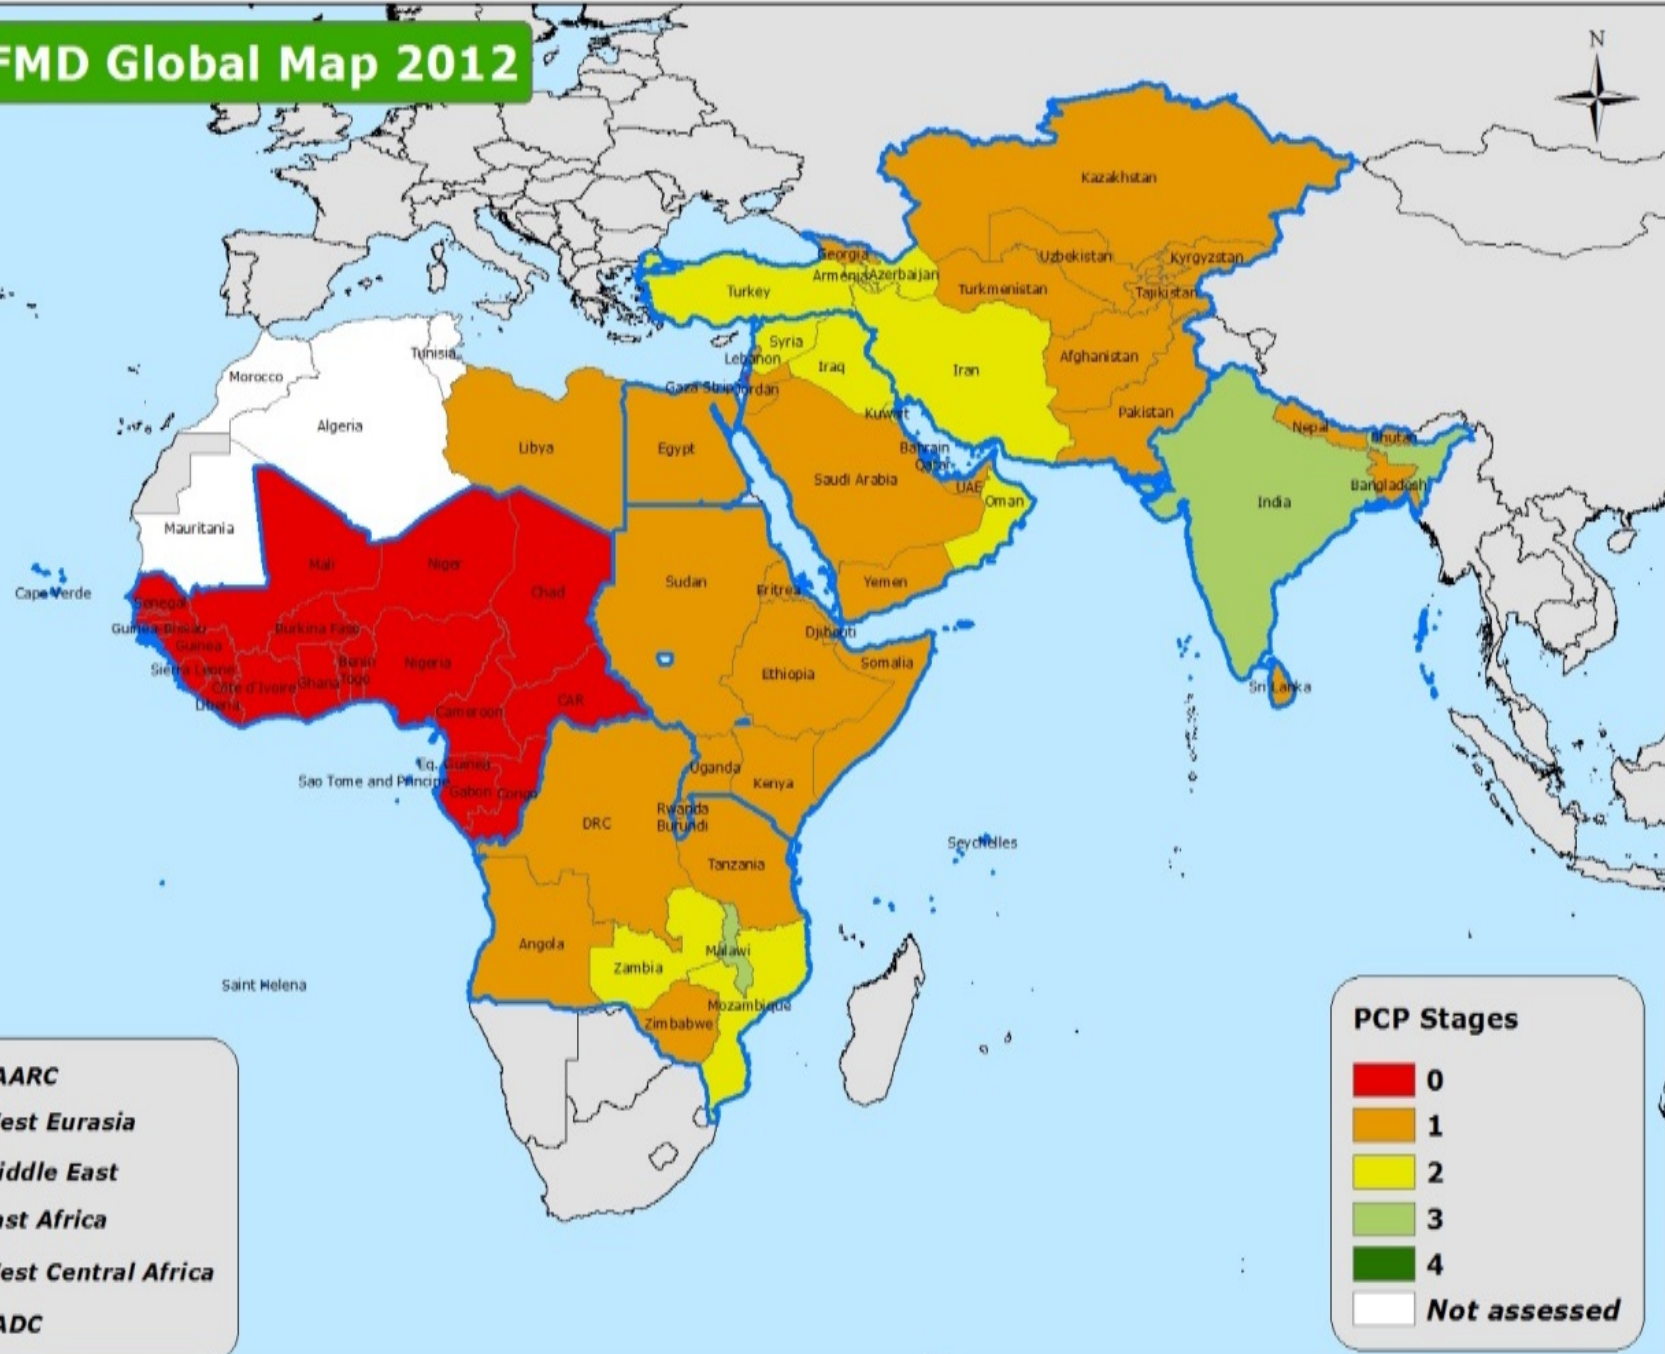 FMD Global Map 2012
N
Kazakhstan
Georgia
Uzbekistan
Kyrgyzstan
Armenia
Azerbaijan
Turkey
Turkmenistan
Tajikistan
Syria
Tunisia
Lebanon
Afghanistan
Iraq
Iran
Morocco
Gaza Strip
Jordan
Kuwait
Pakistan
Algeria
Nepal
Bhutan
Libya
Egypt
Bahrain
Qatar
Saudi Arabia
UAE
Bangladesh
Oman
India
Mauritania
Mali
Niger
Sudan
Yemen
Cape Verde
Chad
Eritrea
Senegal
Guinea Bissau
Burkina Faso
Djibouti
Guinea
Benin
Nigeria
Somalia
Sierra Leone
Togo
Ethiopia
Côte d'Ivoire
Ghana
Sri Lanka
Liberia
CAR
Cameroon
Eq. Guinea
Uganda
Sao Tome and Principe
Kenya
Gabon
Congo
Rwanda
DRC
Burundi
Seychelles
Tanzania
Angola
Malawi
Zambia
Saint Helena
Mozambique
Zimbabwe
PCP Stages
0
1
2
3
4
Not assessed
AARC
est Eurasia
iddle East
ast Africa
est Central Africa
ADC